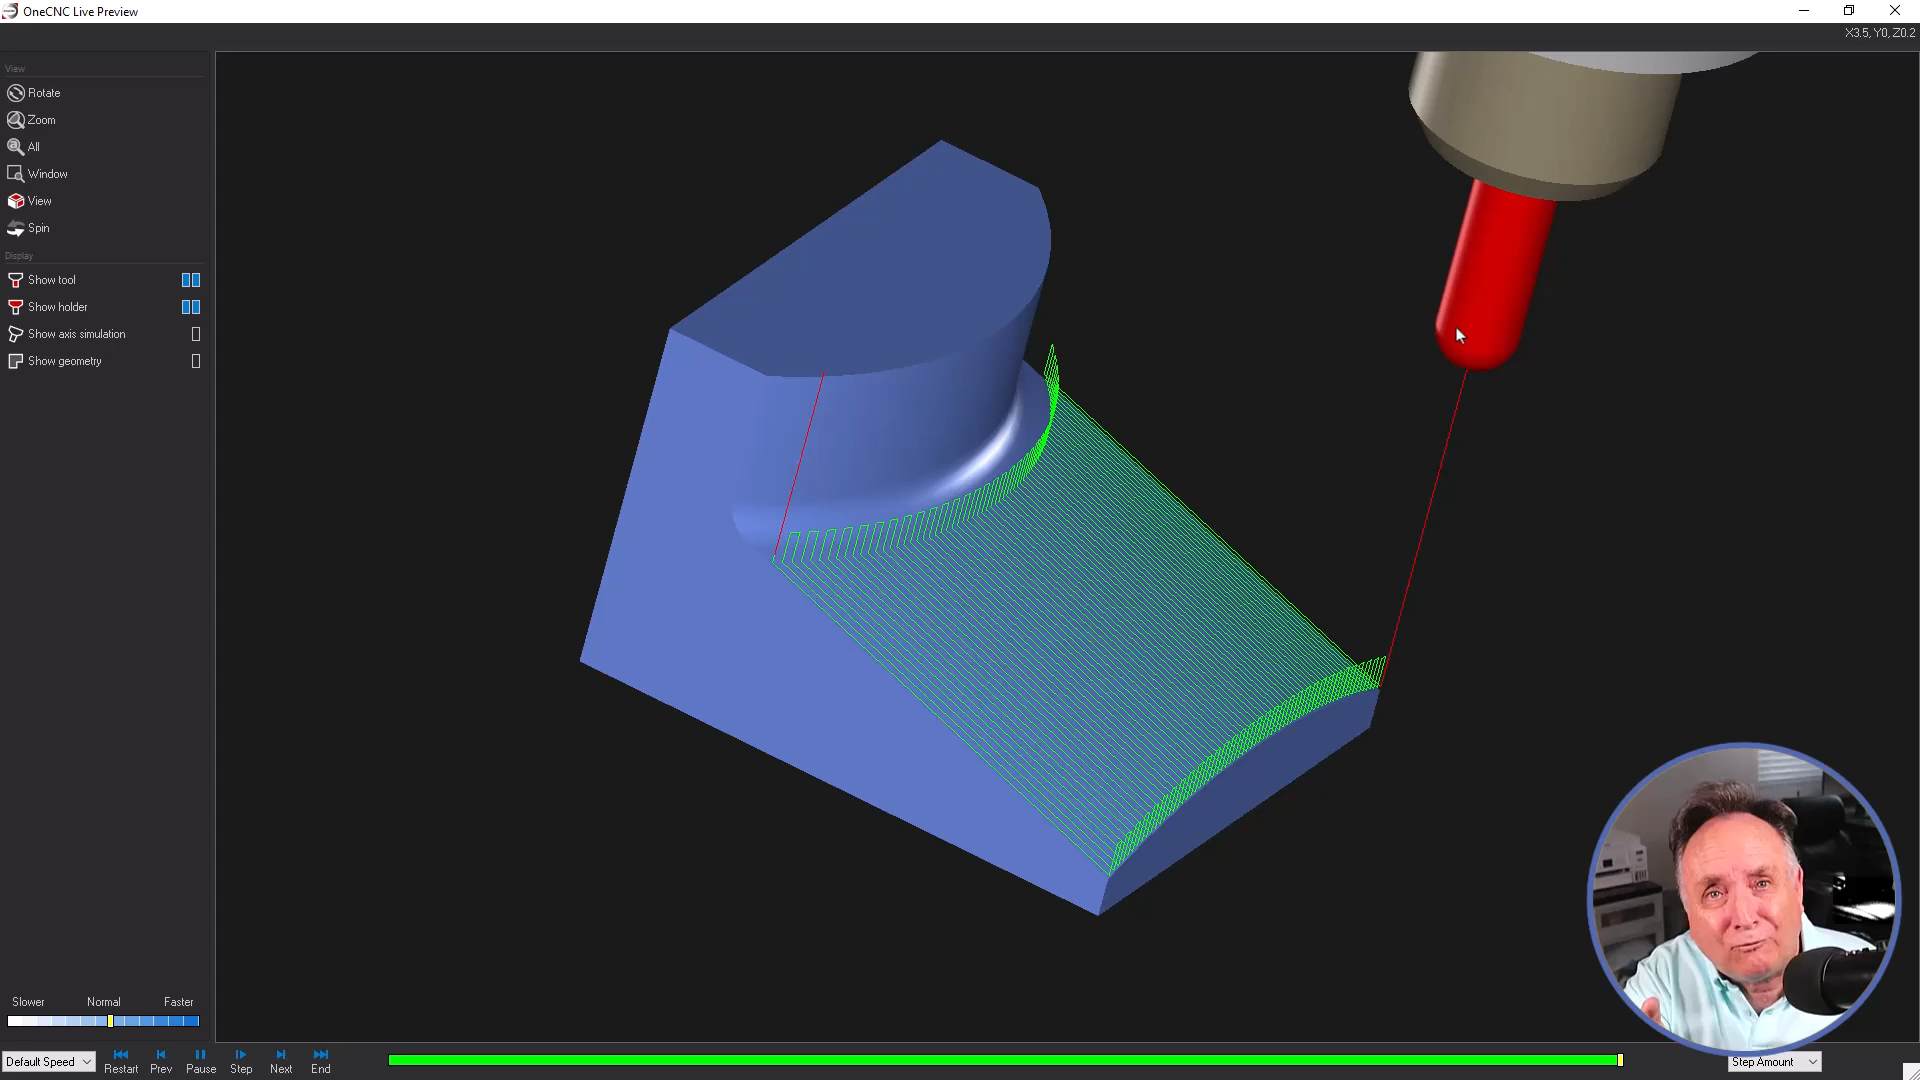 OneCNC Live Preview
X3.5, Y0, Z0.2
View
Rotate
Zoom
All
Window
View
Spin
Display
Show tool
Show holder
Show axis simulation
Show geometry
Slower Normal Faster
Default Speed
Restart
Prev
Pause
Step
Next
End
Step Amount